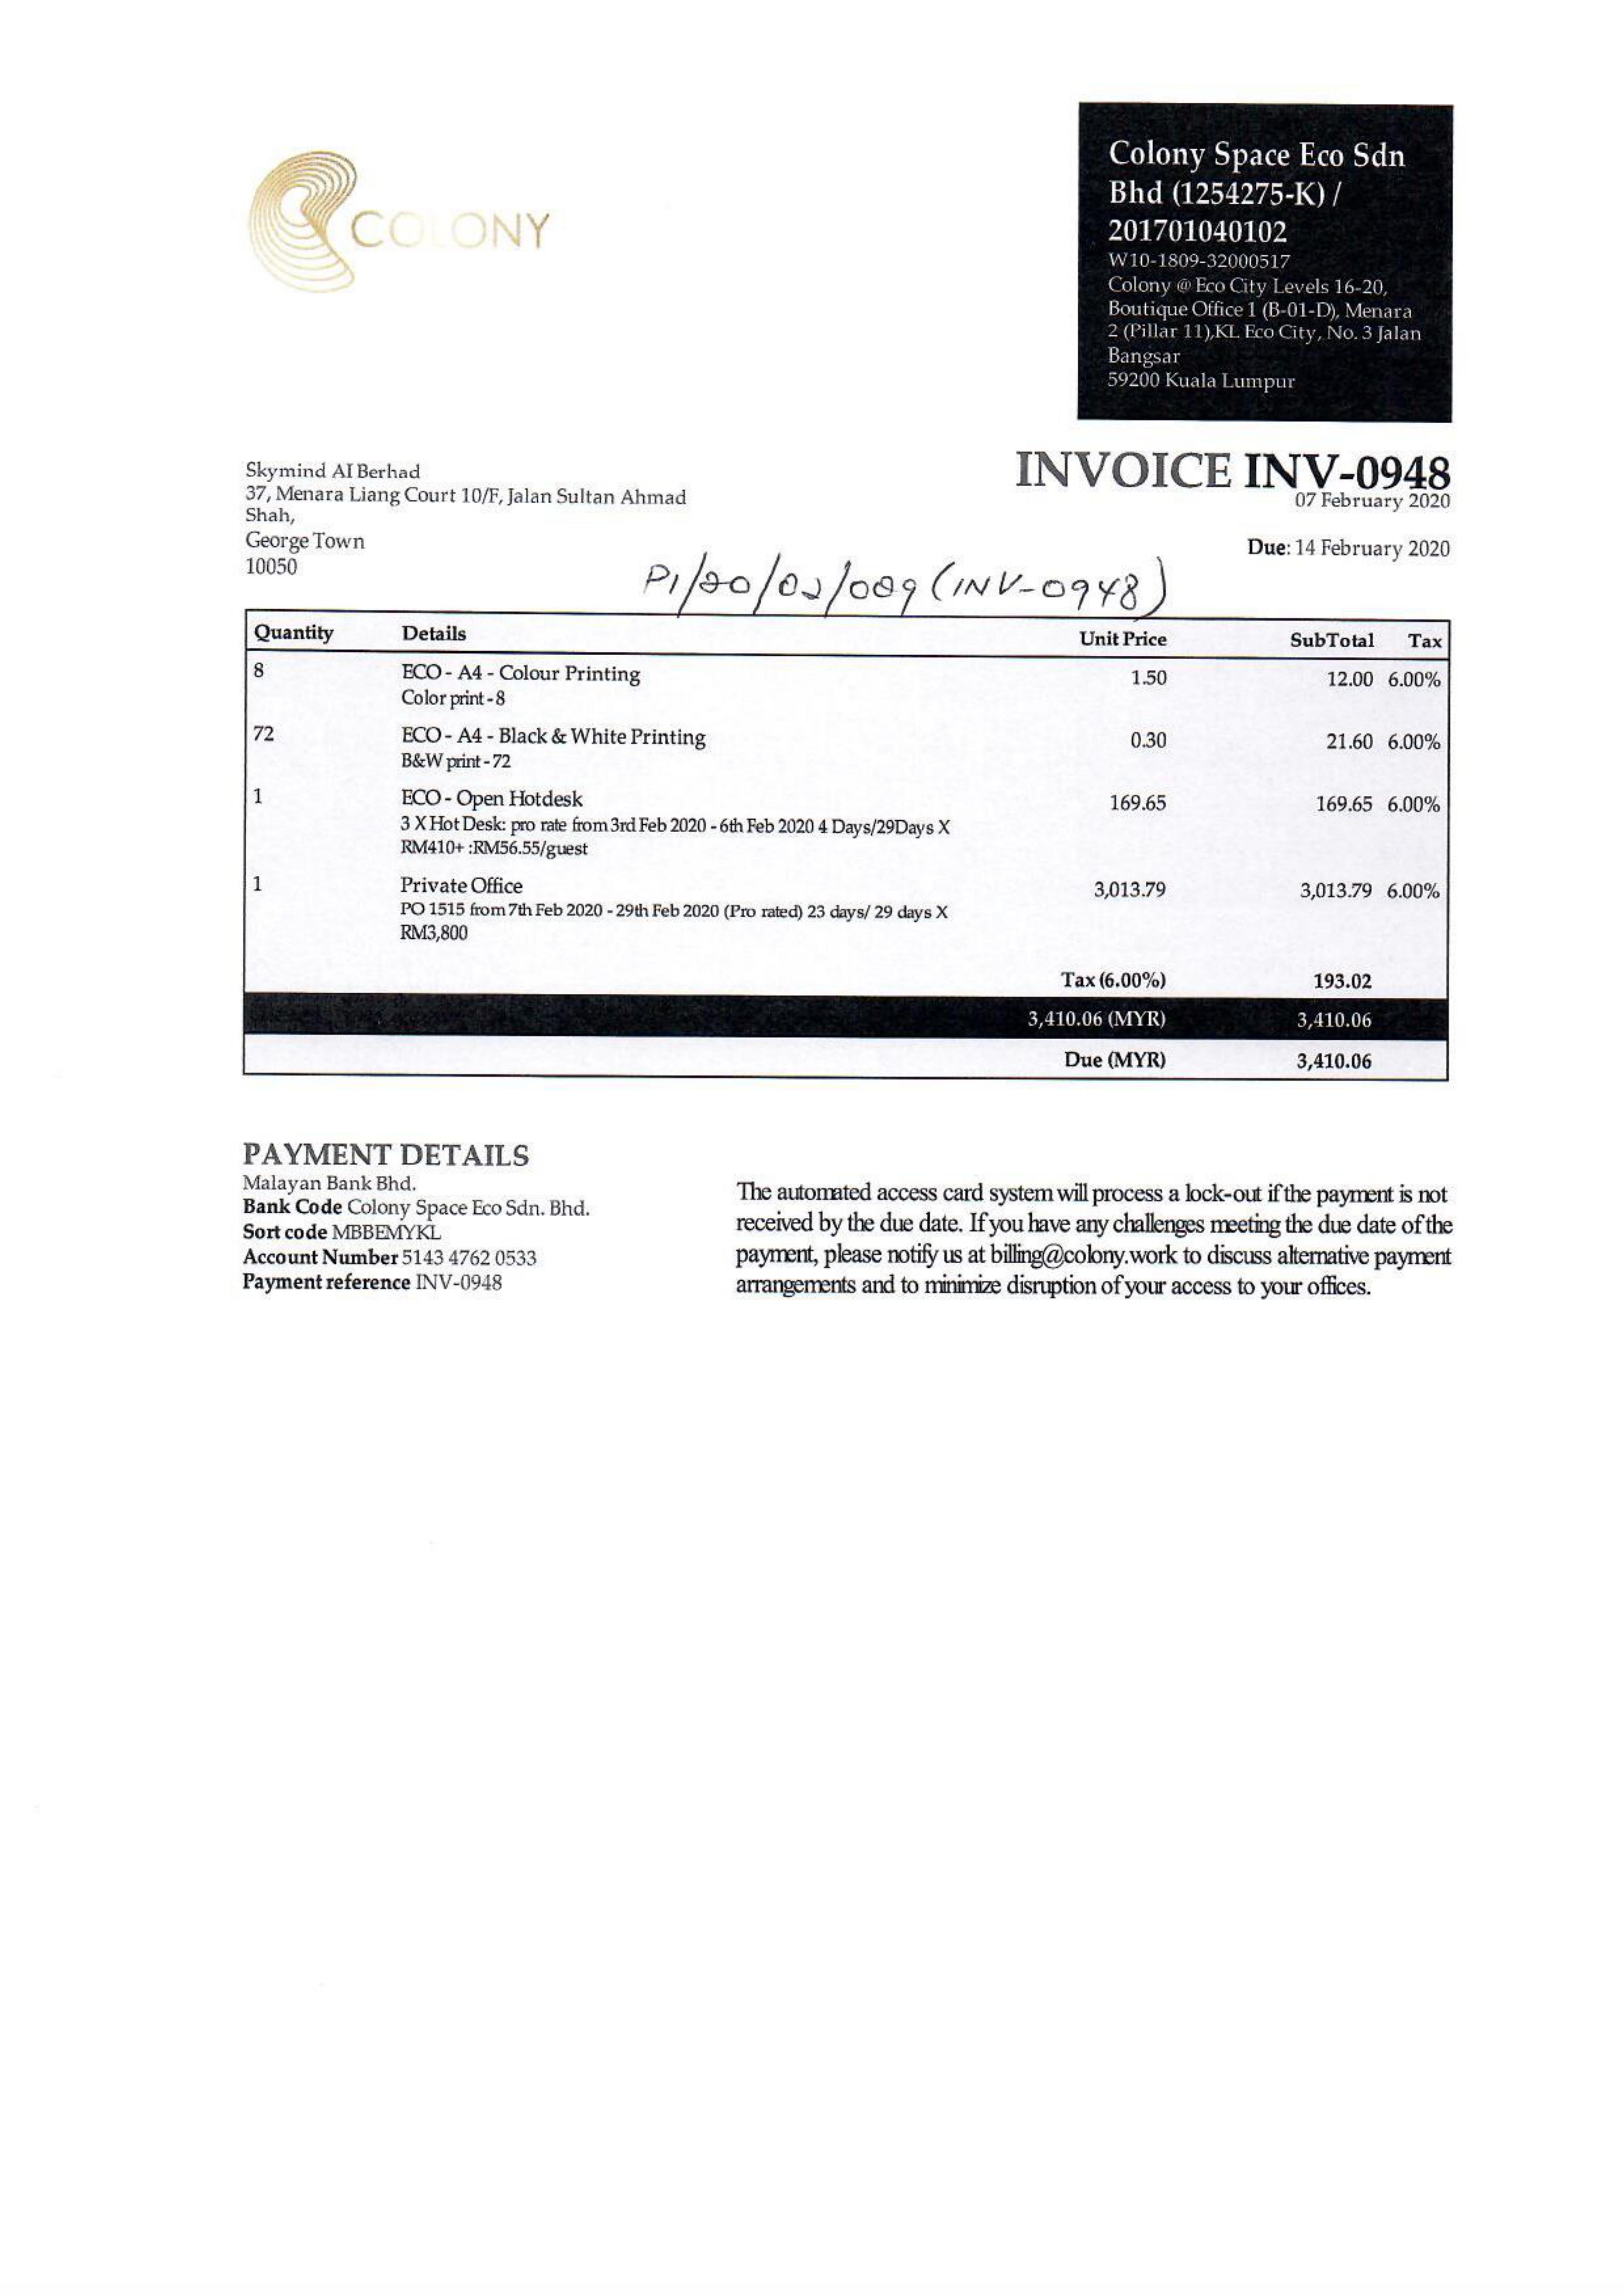 COLONY
Colony Space Eco Sdn
Bhd (1254275-K) /
201701040102
W10-1809-32000517
Colony @ Eco City Levels 16-20,
Boutique Office 1 (B-01-D), Menara
2 (Pillar 11),KL Eco City, No. 3 Jalan
Bangsar
59200 Kuala Lumpur
Skymind AI Berhad
37, Menara Liang Court 10/F, Jalan Sultan Ahmad
Shah,
George Town
10050
INVOICE INV-0948
07 February 2020
Due: 14 February 2020
PI/20/02/009 (INV-0948)
Quantity Details Unit Price SubTotal Tax
8 ECO - A4 - Colour Printing 1.50 12.00 6.00%
Color print - 8
72 ECO - A4 - Black & White Printing 0.30 21.60 6.00%
B&W print - 72
1 ECO - Open Hotdesk 169.65 169.65 6.00%
3 X Hot Desk: pro rate from 3rd Feb 2020 - 6th Feb 2020 4 Days/29Days X
RM410+ :RM56.55/guest
1 Private Office 3,013.79 3,013.79 6.00%
PO 1515 from 7th Feb 2020 - 29th Feb 2020 (Pro rated) 23 days/ 29 days X
RM3,800
Tax (6.00%) 193.02
3,410.06 (MYR) 3,410.06
Due (MYR) 3,410.06
PAYMENT DETAILS
Malayan Bank Bhd.
Bank Code Colony Space Eco Sdn. Bhd.
Sort code MBBEMYKL
Account Number 5143 4762 0533
Payment reference INV-0948
The automated access card system will process a lock-out if the payment is not
received by the due date. If you have any challenges meeting the due date of the
payment, please notify us at billing@colony.work to discuss alternative payment
arrangements and to minimize disruption of your access to your offices.